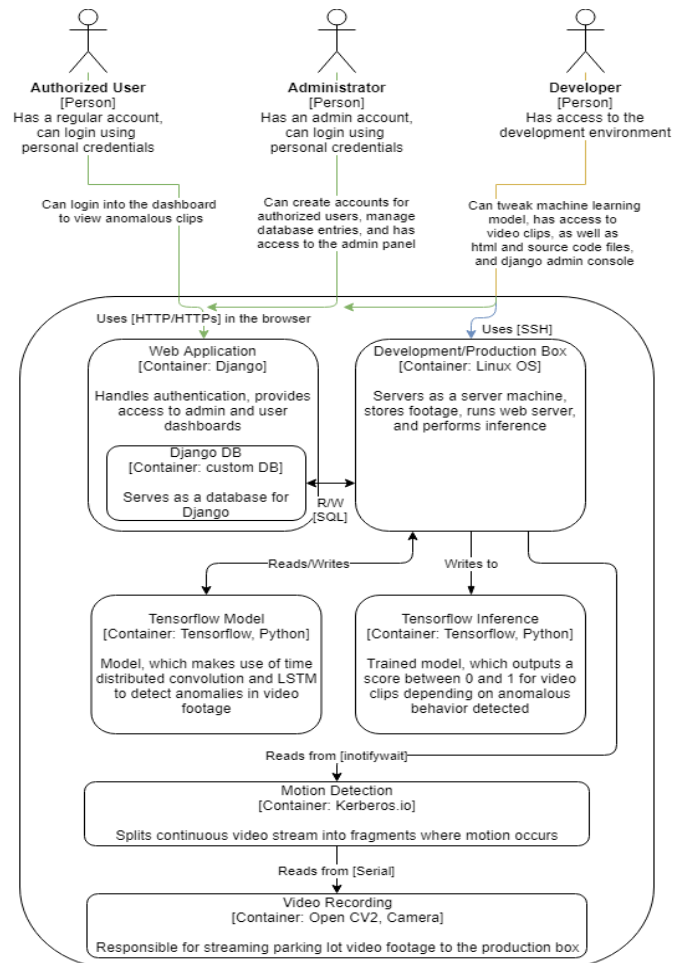 Authorized User
[Person]
Has a regular account,
can login using
personal credentials
Administrator
[Person]
Has an admin account,
can login using
personal credentials
Developer
[Person]
Has access to the
development environment
Can login into the dashboard
to view anomalous clips
Can create accounts for
authorized users, manage
database entries, and has
access to the admin panel
Can tweak machine learning
model, has access to
video clips, as well as
html and source code files,
and django admin console
Uses [HTTP/HTTPs] in the browser
Uses [SSH]
Web Application
[Container: Django]
Handles authentication, provides
access to admin and user
dashboards
Django DB
[Container: custom DB]
Serves as a database for
Django
R/W
[SQL]
Development/Production Box
[Container: Linux OS]
Servers as a server machine,
stores footage, runs web server,
and performs inference
Reads/Writes
Writes to
Tensorflow Model
[Container: Tensorflow, Python]
Model, which makes use of time
distributed convolution and LSTM
to detect anomalies in video
footage
Tensorflow Inference
[Container: Tensorflow, Python]
Trained model, which outputs a
score between 0 and 1 for video
clips depending on anomalous
behavior detected
Reads from [inotifywait]
Motion Detection
[Container: Kerberos.io]
Splits continuous video stream into fragments where motion occurs
Reads from [Serial]
Video Recording
[Container: Open CV2, Camera]
Responsible for streaming parking lot video footage to the production box